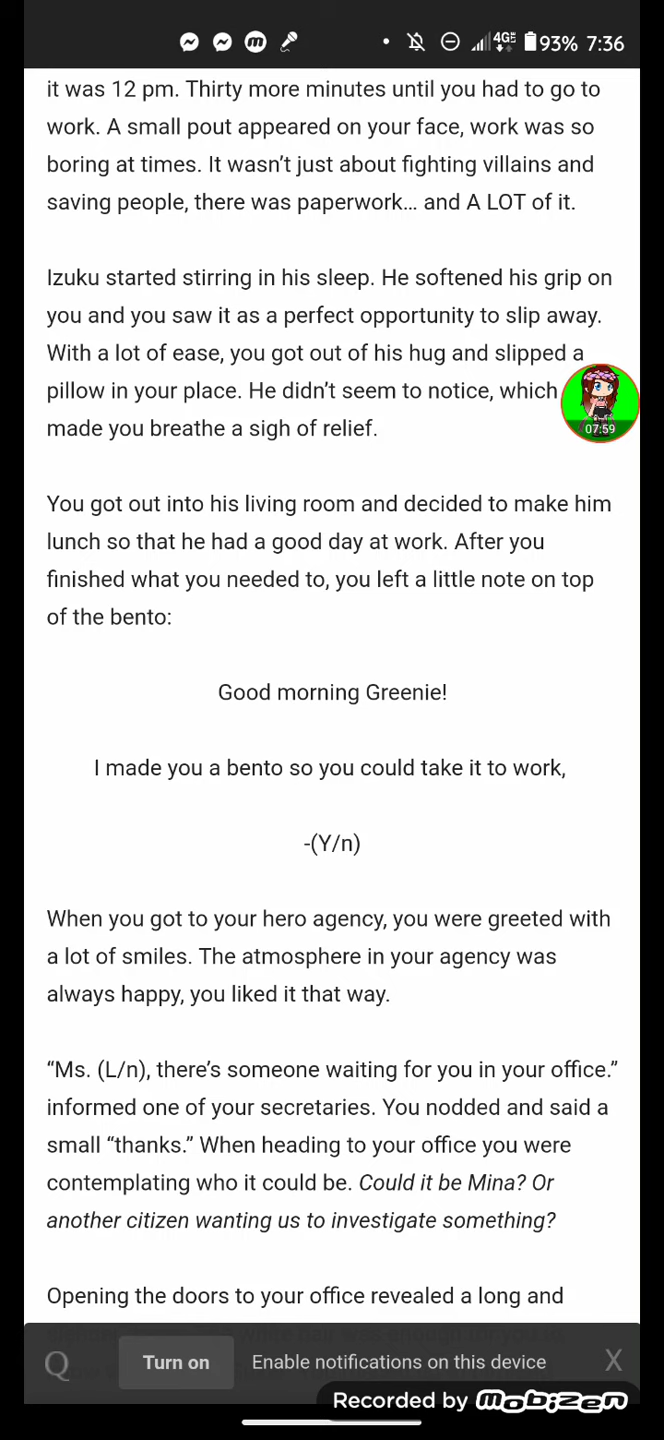 93% 7:36
it was 12 pm. Thirty more minutes until you had to go to
work. A small pout appeared on your face, work was so
boring at times. It wasn’t just about fighting villains and
saving people, there was paperwork… and A LOT of it.
Izuku started stirring in his sleep. He softened his grip on
you and you saw it as a perfect opportunity to slip away.
With a lot of ease, you got out of his hug and slipped a
pillow in your place. He didn’t seem to notice, which
made you breathe a sigh of relief.
07:59
You got out into his living room and decided to make him
lunch so that he had a good day at work. After you
finished what you needed to, you left a little note on top
of the bento:
Good morning Greenie!
I made you a bento so you could take it to work,
-(Y/n)
When you got to your hero agency, you were greeted with
a lot of smiles. The atmosphere in your agency was
always happy, you liked it that way.
“Ms. (L/n), there’s someone waiting for you in your office.”
informed one of your secretaries. You nodded and said a
small “thanks.” When heading to your office you were
contemplating who it could be. Could it be Mina? Or
another citizen wanting us to investigate something?
Opening the doors to your office revealed a long and
Q Turn on Enable notifications on this device X
Recorded by mobizen